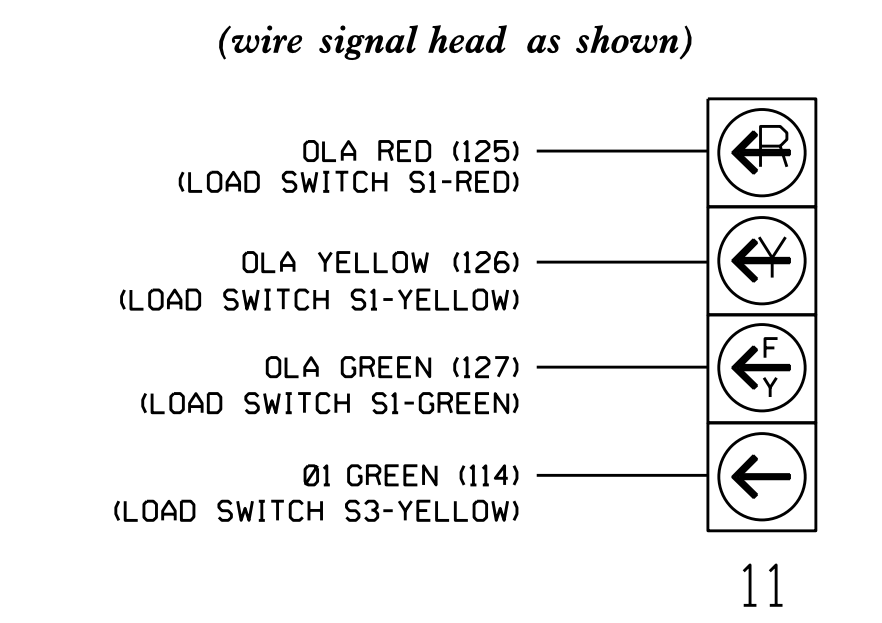 (wire signal head as shown)
OLA RED (125)
(LOAD SWITCH S1-RED)
R
OLA YELLOW (126)
(LOAD SWITCH S1-YELLOW)
Y
OLA GREEN (127)
(LOAD SWITCH S1-GREEN)
F
Y
Ø1 GREEN (114)
(LOAD SWITCH S3-YELLOW)
11